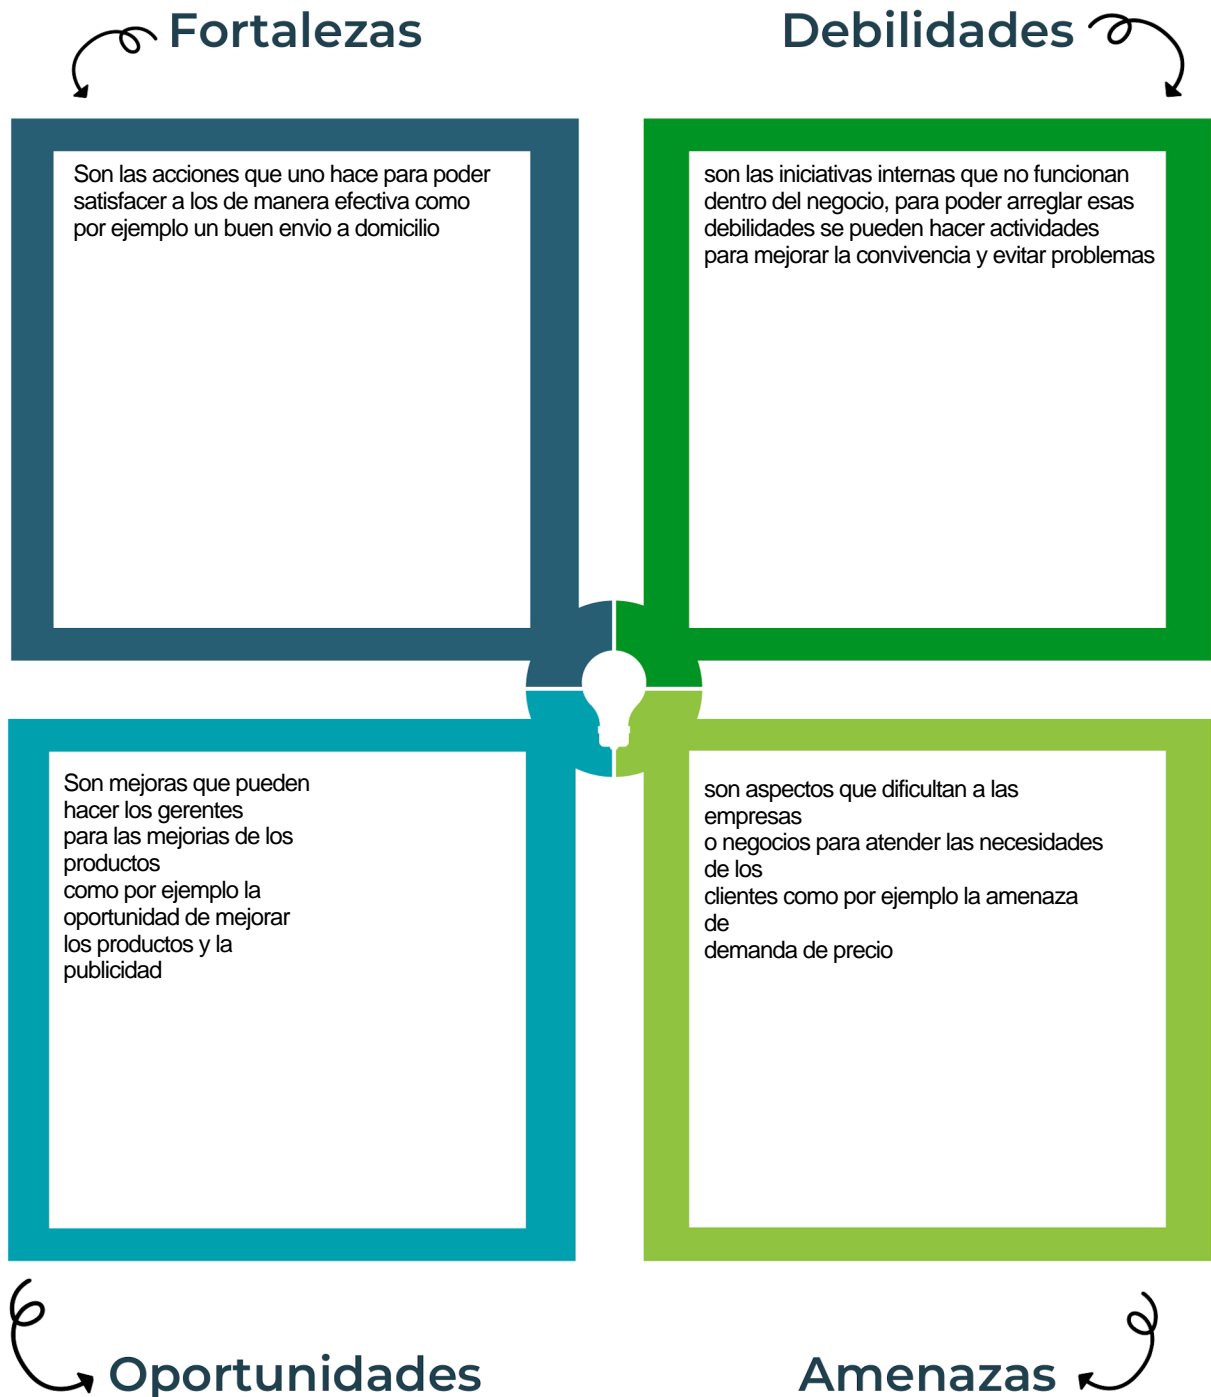 Fortalezas
Son las acciones que uno hace para poder
satisfacer a los de manera efectiva como
por ejemplo un buen envio a domicilio
Debilidades
son las iniciativas internas que no funcionan
dentro del negocio, para poder arreglar esas
debilidades se pueden hacer actividades
para mejorar la convivencia y evitar problemas
Son mejoras que pueden
hacer los gerentes
para las mejorias de los
productos
como por ejemplo la
oportunidad de mejorar
los productos y la
publicidad
Oportunidades
son aspectos que dificultan a las
empresas
o negocios para atender las necesidades
de los
clientes como por ejemplo la amenaza
de
demanda de precio
Amenazas